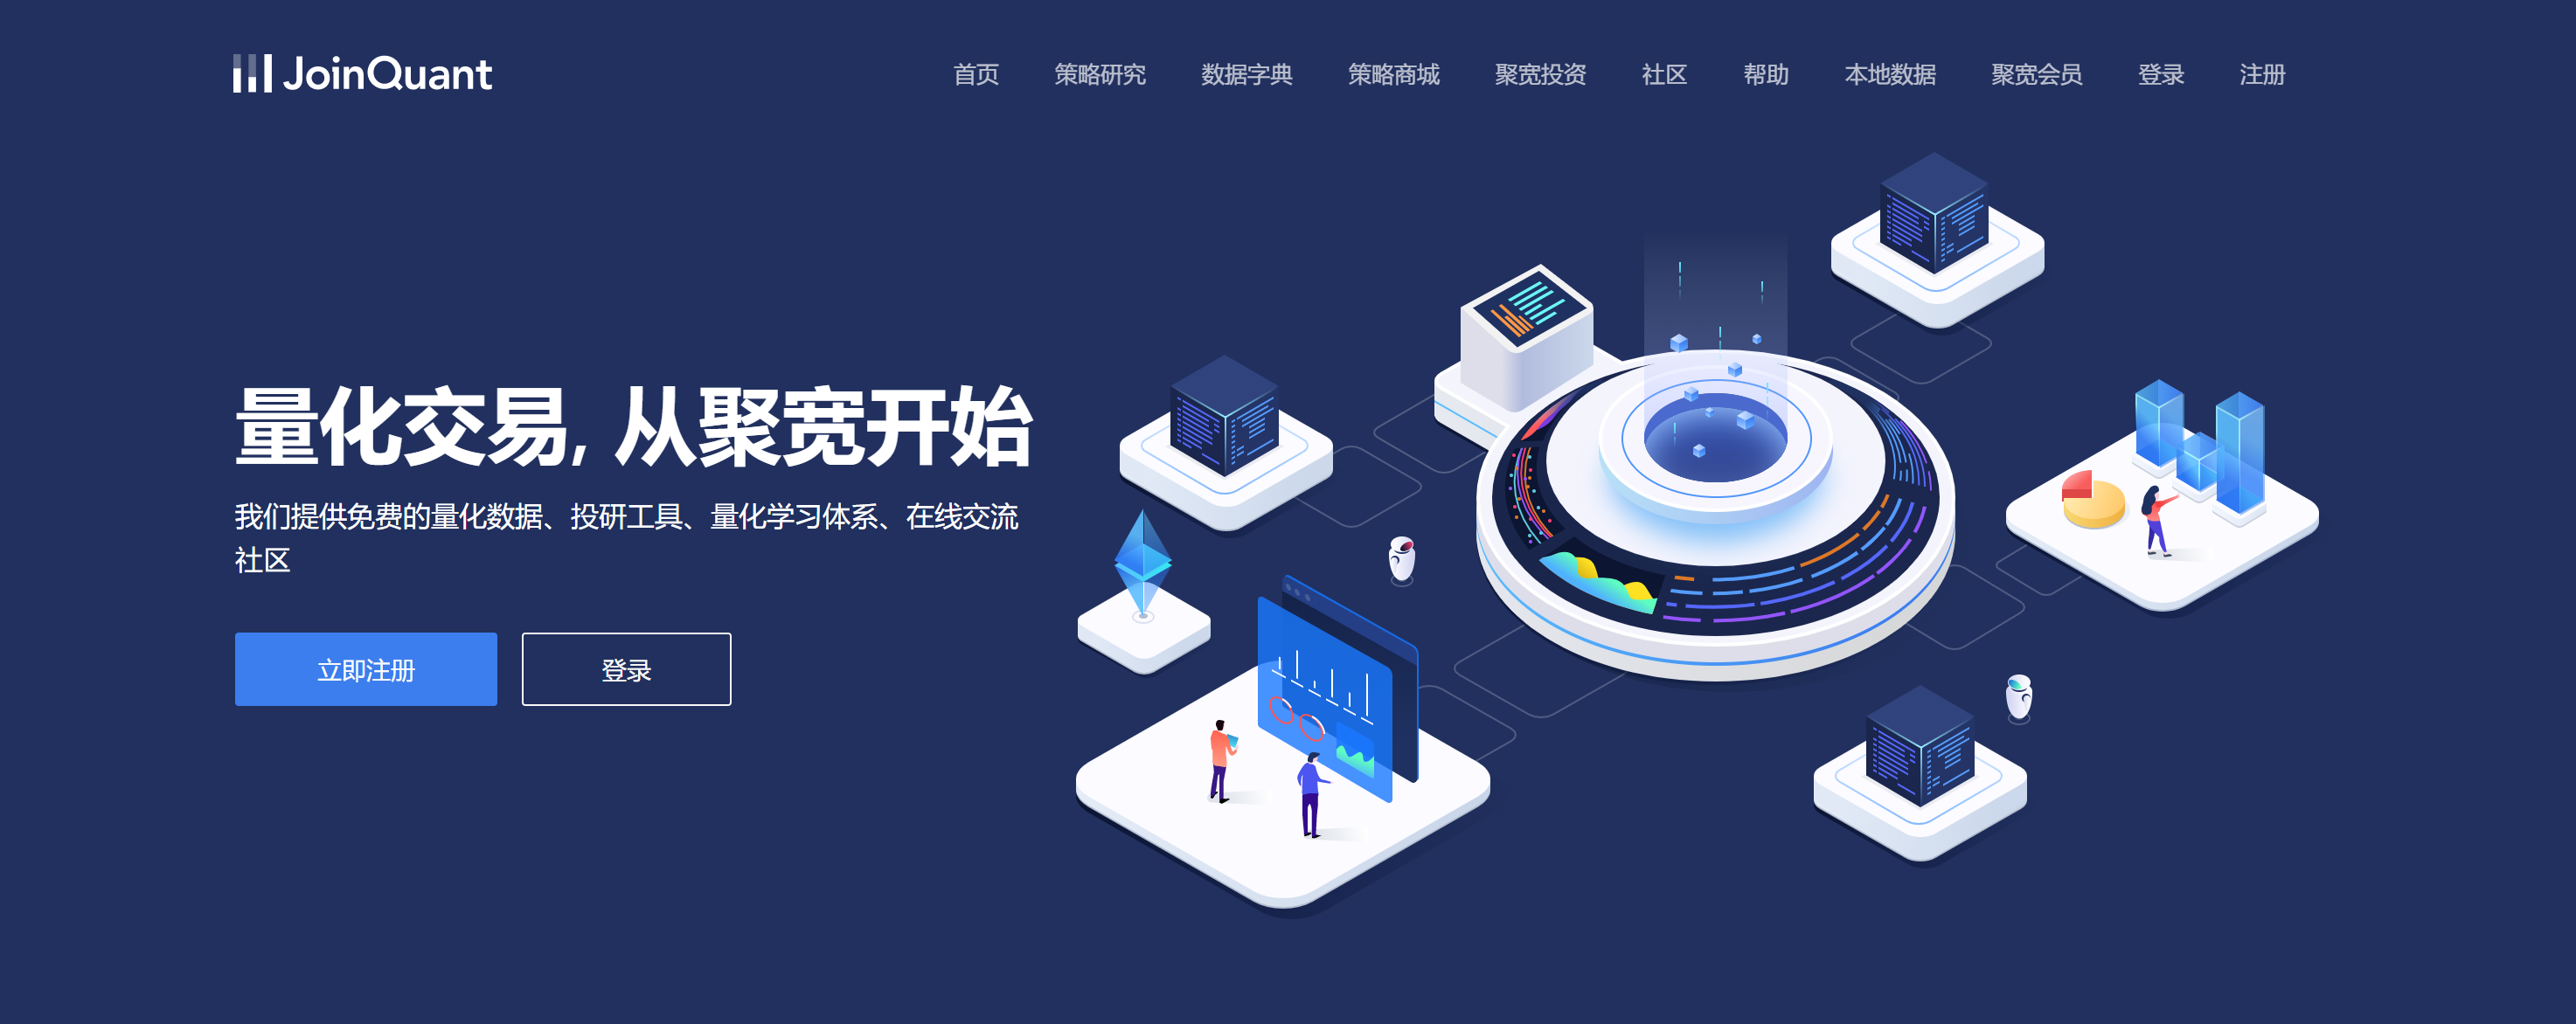 JoinQuant
首页 策略研究 数据字典 策略商城 聚宽投资 社区 帮助 本地数据 聚宽会员 登录 注册
量化交易, 从聚宽开始
我们提供免费的量化数据、投研工具、量化学习体系、在线交流
社区
立即注册 登录